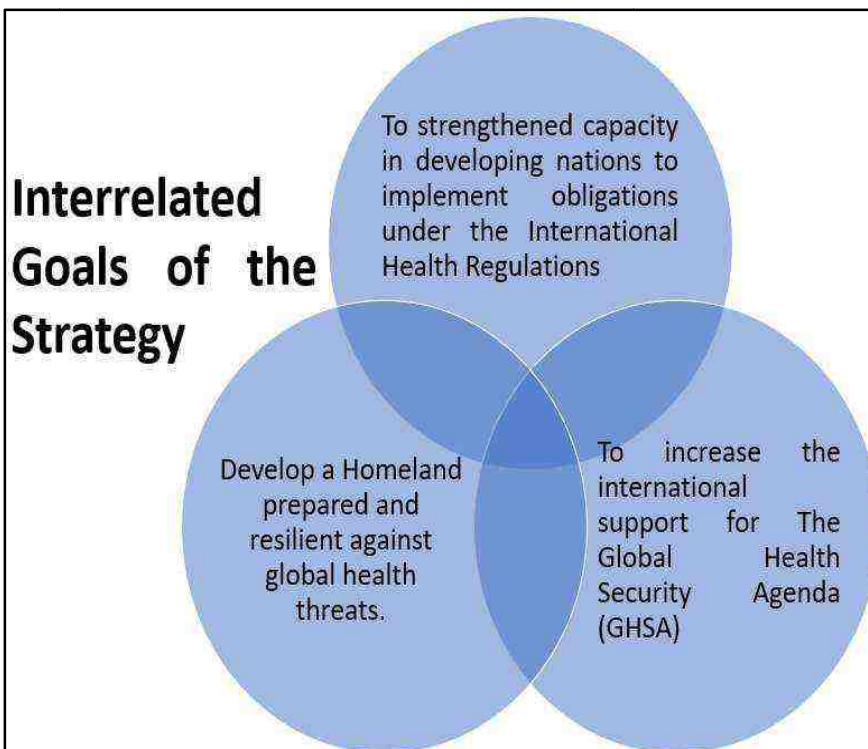 Interrelated
Goals of the
Strategy
To strengthened capacity
in developing nations to
implement obligations
under the International
Health Regulations
Develop a Homeland
prepared and
resilient against
global health
threats.
To increase the
international
support for The
Global Health
Security Agenda
(GHSA)